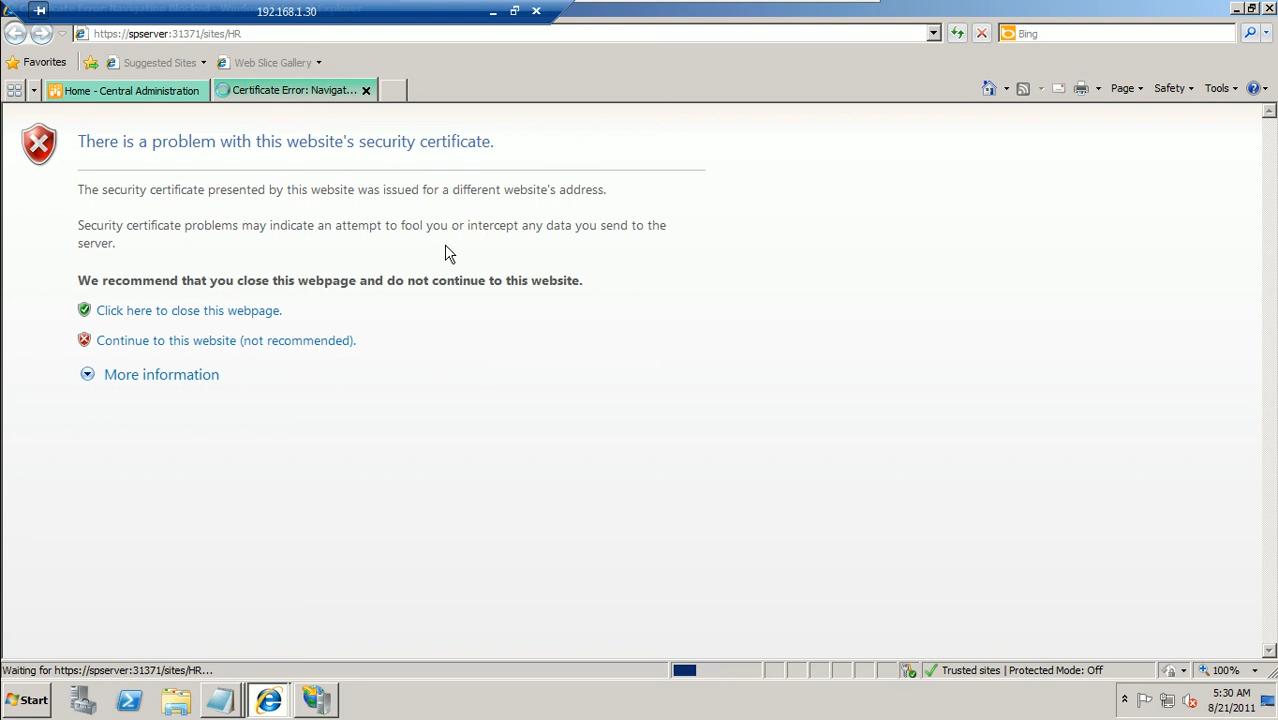 192.168.1.30
https://spserver:31371/sites/HR
Bing
Favorites
Suggested Sites
Web Slice Gallery
Home - Central Administration
Certificate Error: Navigat...
Page
Safety
Tools
There is a problem with this website's security certificate.
The security certificate presented by this website was issued for a different website's address.
Security certificate problems may indicate an attempt to fool you or intercept any data you send to the
server.
We recommend that you close this webpage and do not continue to this website.
Click here to close this webpage.
Continue to this website (not recommended).
More information
Waiting for https://spserver:31371/sites/HR...
Trusted sites | Protected Mode: Off
100%
Start
5:30 AM
8/21/2011